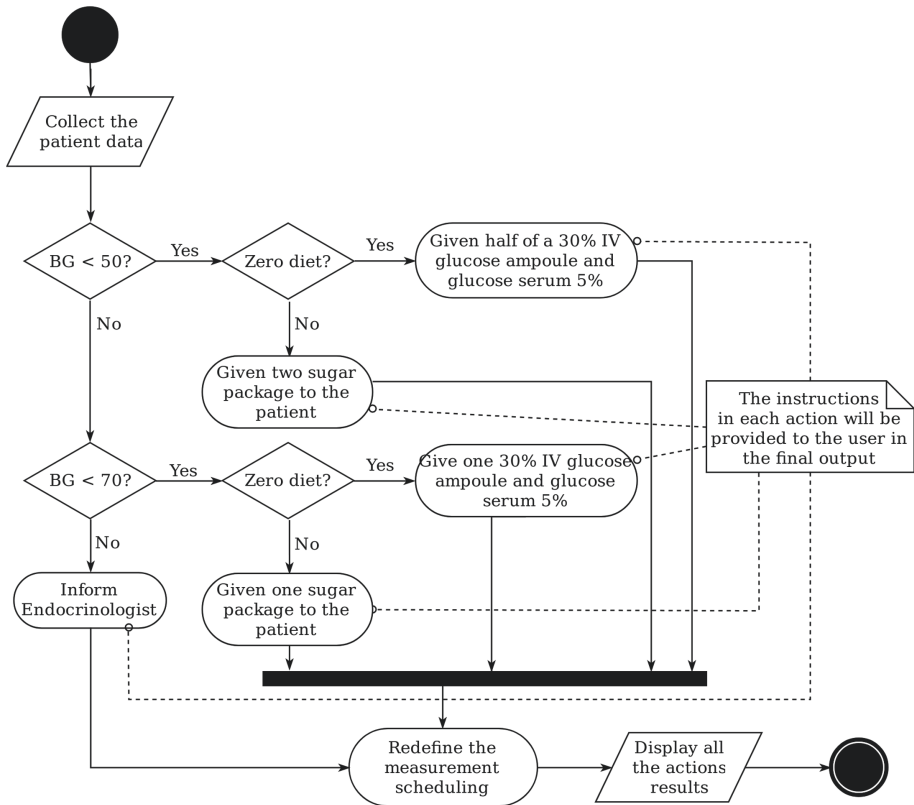 Collect the
patient data
BG < 50?
Yes
Zero diet?
Yes
Given half of a 30% IV
glucose ampoule and
glucose serum 5%
No
No
Given two sugar
package to the
patient
The instructions
in each action will be
provided to the user in
the final output
BG < 70?
Yes
Zero diet?
Yes
Give one 30% IV glucose
ampoule and glucose
serum 5%
No
No
Inform
Endocrinologist
Given one sugar
package to the
patient
Redefine the
measurement
scheduling
Display all
the actions
results